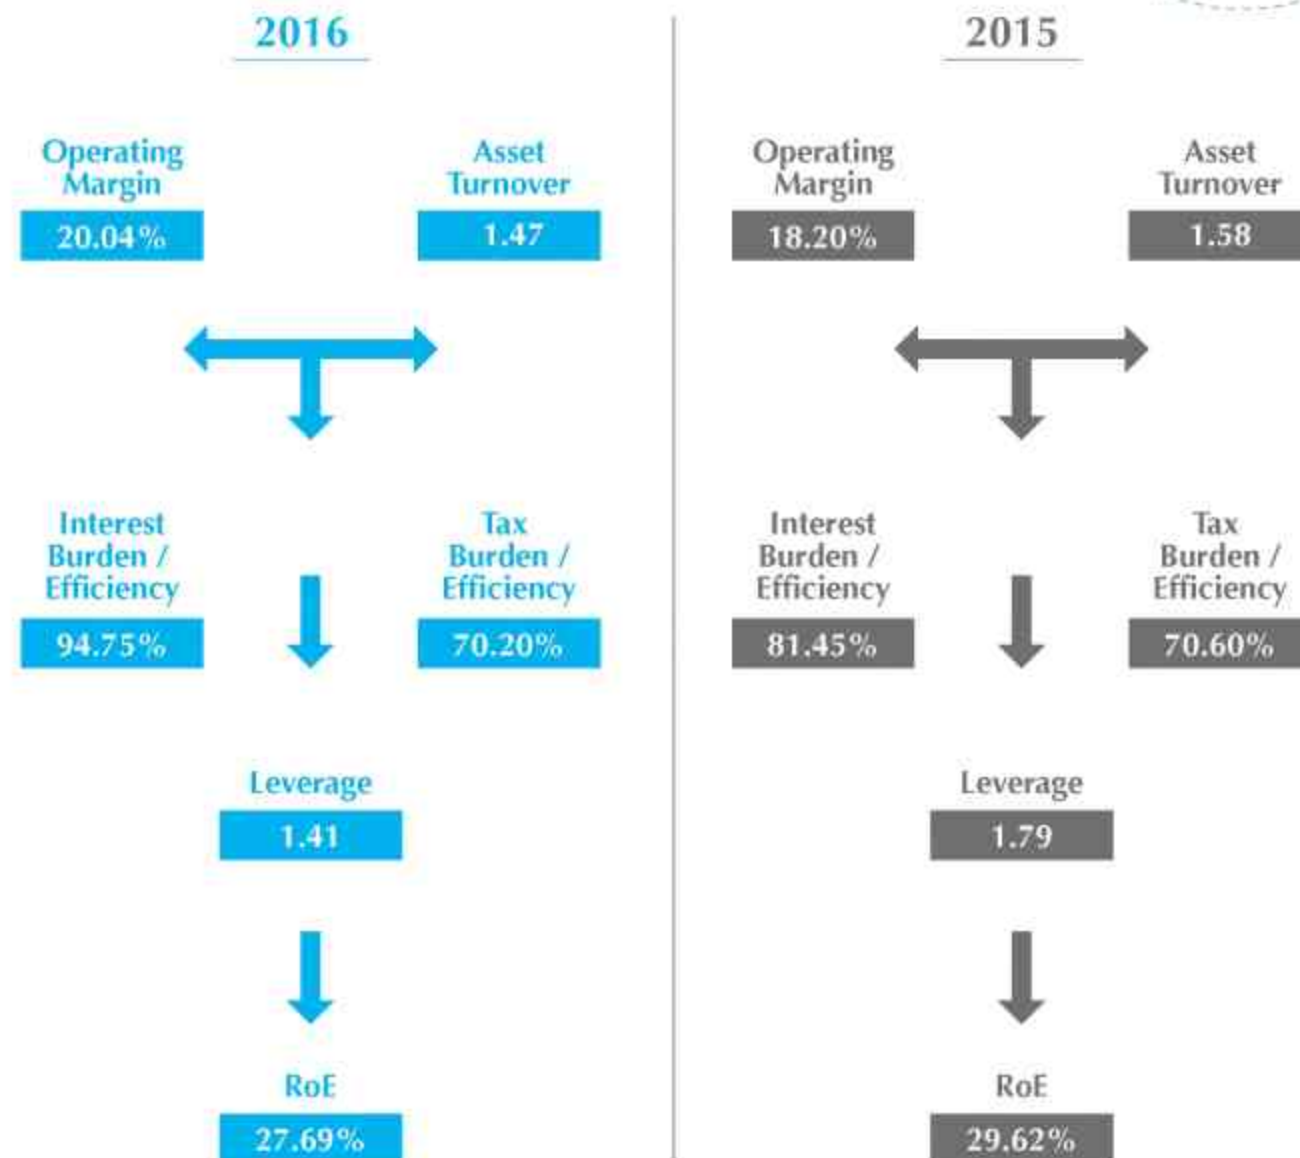 2016
Operating
Margin
20.04%
Asset
Turnover
1.47
Interest
Burden /
Efficiency
94.75%
Tax
Burden /
Efficiency
70.20%
Leverage
1.41
RoE
27.69%
2015
Operating
Margin
18.20%
Asset
Turnover
1.58
Interest
Burden /
Efficiency
81.45%
Tax
Burden /
Efficiency
70.60%
Leverage
1.79
RoE
29.62%